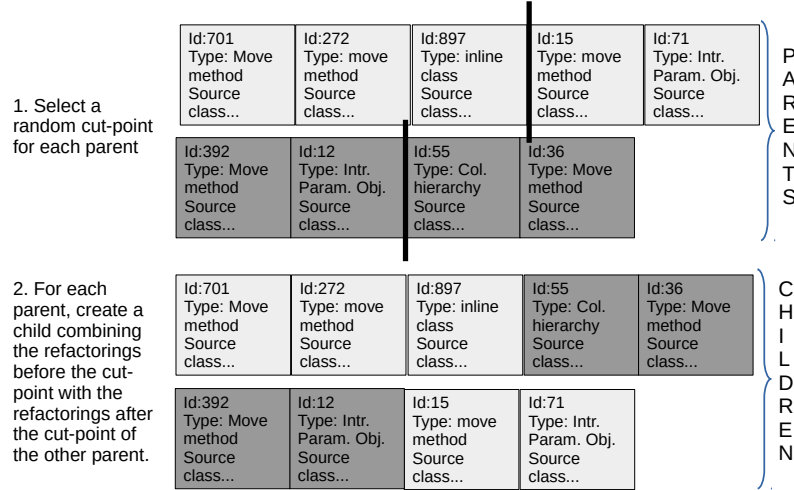 1. Select a
random cut-point
for each parent
Id:701
Type: Move
method
Source
class...
Id:272
Type: move
method
Source
class...
Id:897
Type: inline
class
Source
class...
Id:15
Type: move
method
Source
class...
Id:71
Type: Intr.
Param. Obj.
Source
class...
Id:392
Type: Move
method
Source
class...
Id:12
Type: Intr.
Param. Obj.
Source
class...
Id:55
Type: Col.
hierarchy
Source
class...
Id:36
Type: Move
method
Source
class...
P
A
R
E
N
T
S
2. For each
parent, create a
child combining
the refactorings
before the cut-
point with the
refactorings after
the cut-point of
the other parent.
Id:701
Type: Move
method
Source
class...
Id:272
Type: move
method
Source
class...
Id:897
Type: inline
class
Source
class...
Id:55
Type: Col.
hierarchy
Source
class...
Id:36
Type: Move
method
Source
class...
Id:392
Type: Move
method
Source
class...
Id:12
Type: Intr.
Param. Obj.
Source
class...
Id:15
Type: move
method
Source
class...
Id:71
Type: Intr.
Param. Obj.
Source
class...
C
H
I
L
D
R
E
N